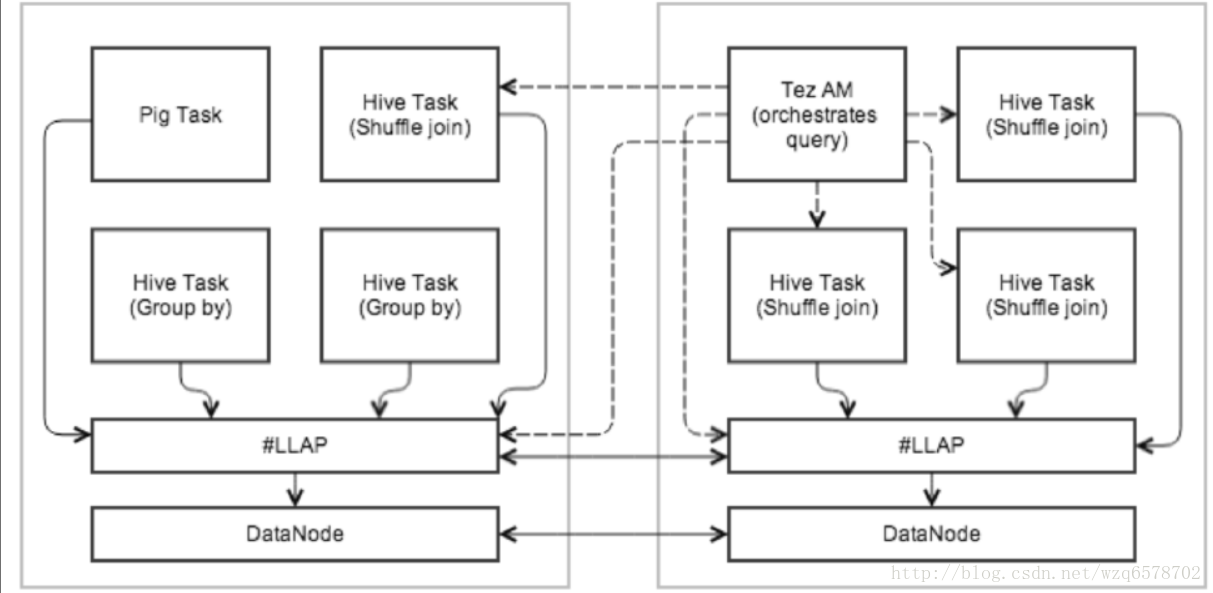 Pig Task
Hive Task
(Shuffle join)
Tez AM
(orchestrates
query)
Hive Task
(Shuffle join)
Hive Task
(Group by)
Hive Task
(Group by)
Hive Task
(Shuffle join)
Hive Task
(Shuffle join)
#LLAP
#LLAP
DataNode
DataNode
http://blog.csdn.net/wzq6578702